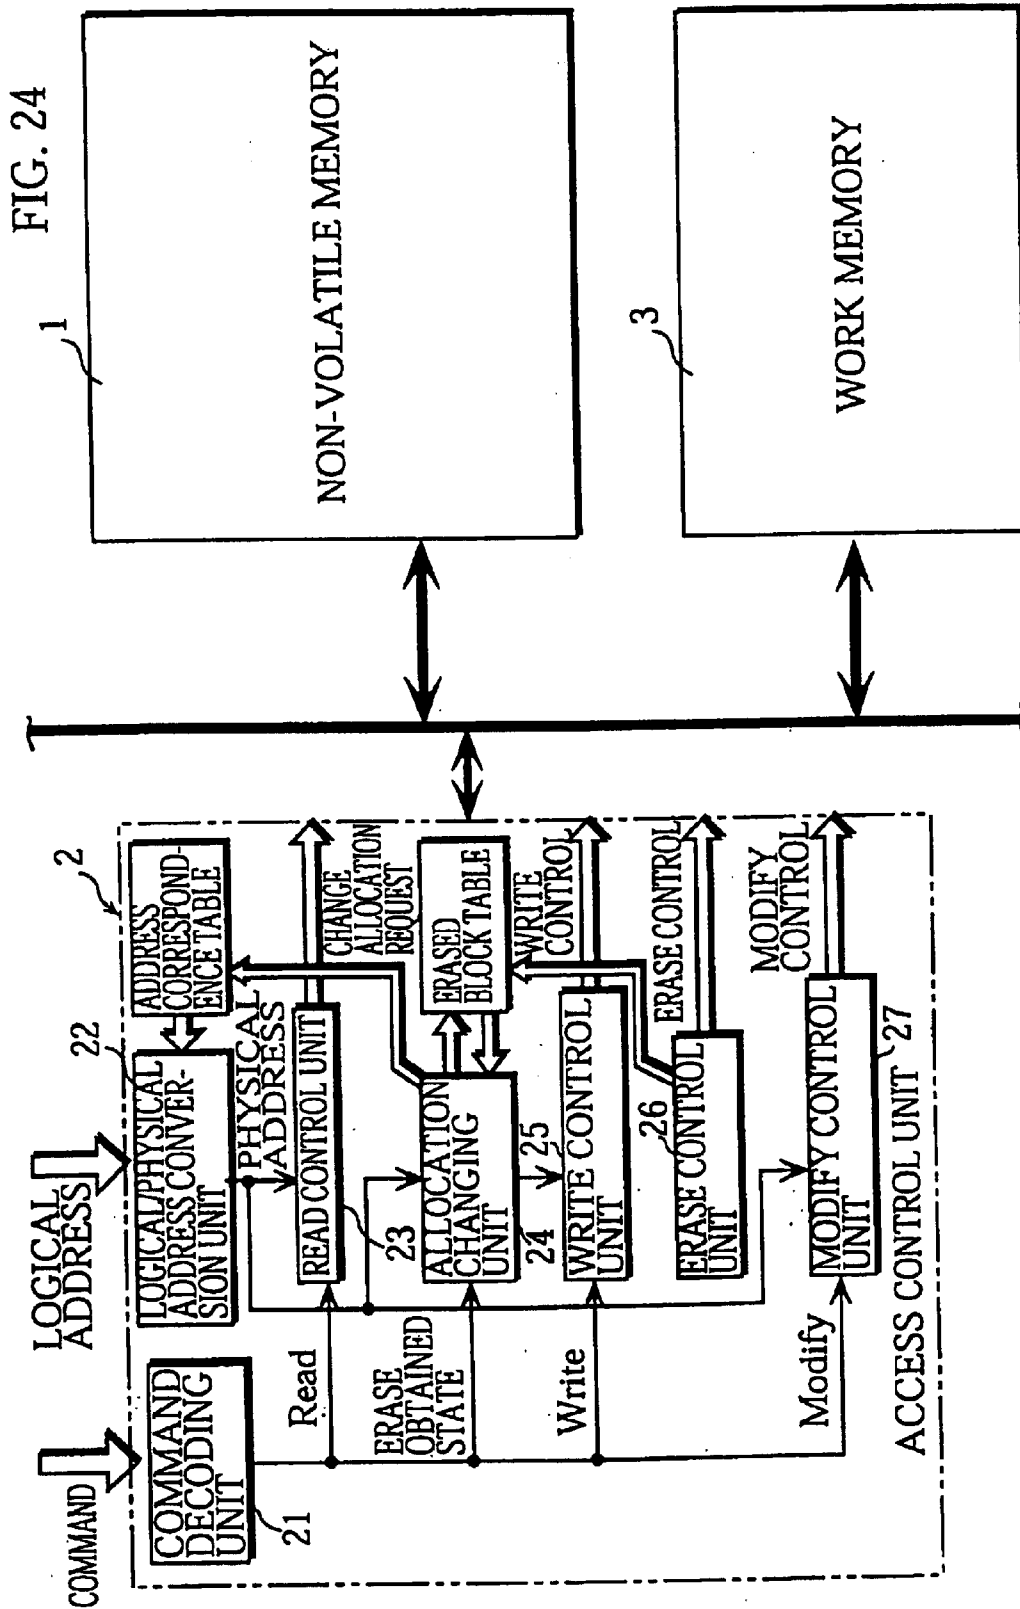 FIG. 24
COMMAND
LOGICAL
ADDRESS
2
COMMAND
DECODING
UNIT
21
LOGICAL/PHYSICAL
ADDRESS CONVER-
SION UNIT
22
ADDRESS
CORRESPOND-
ENCE TABLE
PHYSICAL
ADDRESS
Read
READ CONTROL UNIT
23
CHANGE
ALLOCATION
REQUEST
ERASE
OBTAINED
STATE
ALLOCATION
CHANGING
UNIT
24
ERASED
BLOCK TABLE
Write
WRITE CONTROL
UNIT
25
WRITE
CONTROL
ERASE CONTROL
UNIT
26
ERASE CONTROL
Modify
MODIFY CONTROL
UNIT
27
MODIFY
CONTROL
ACCESS CONTROL UNIT
1
NON-VOLATILE MEMORY
3
WORK MEMORY